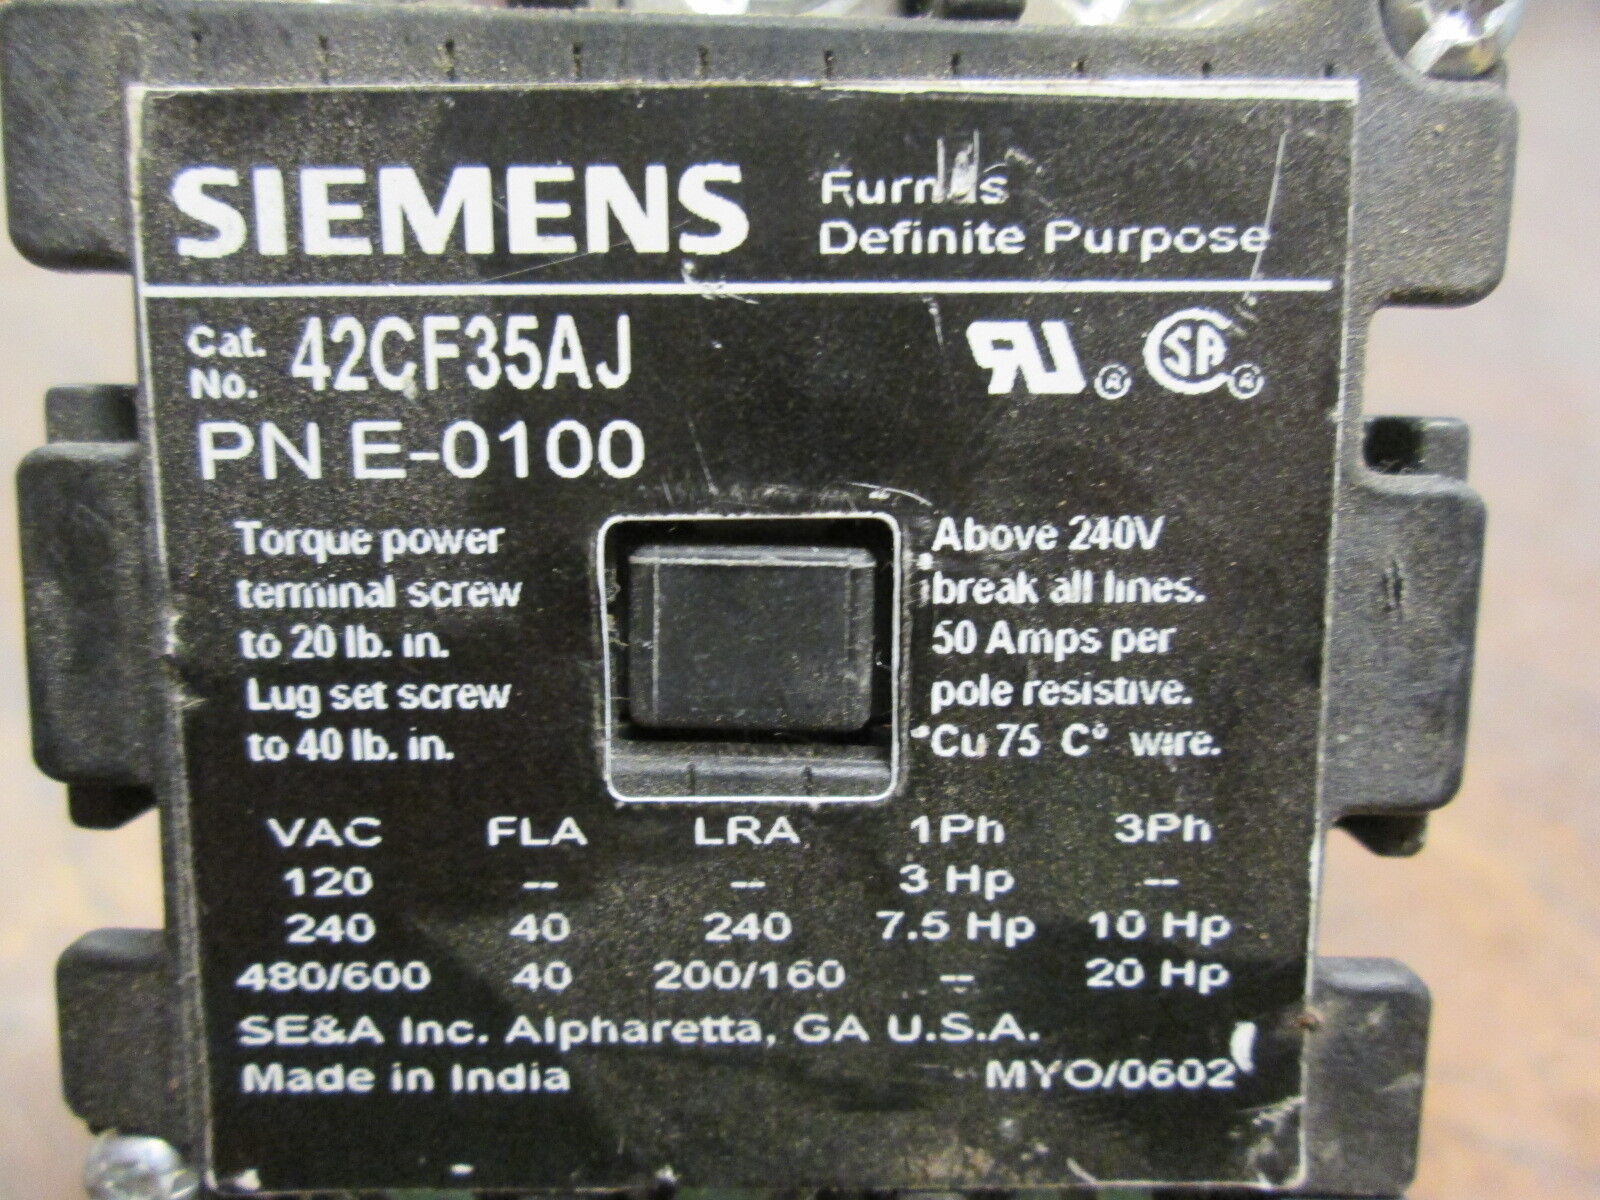 SIEMENS
Furnas
Definite Purpose
Cat. No. 42CF35AJ
PN E-0100
Torque power
terminal screw
to 20 lb. in.
Lug set screw
to 40 lb. in.
Above 240V
break all lines.
50 Amps per
pole resistive.
Cu 75 C° wire.
VAC FLA LRA 1Ph 3Ph
120 -- -- 3 Hp --
240 40 240 7.5 Hp 10 Hp
480/600 40 200/160 -- 20 Hp
SE&A Inc. Alpharetta, GA U.S.A.
Made in India MYO/0602